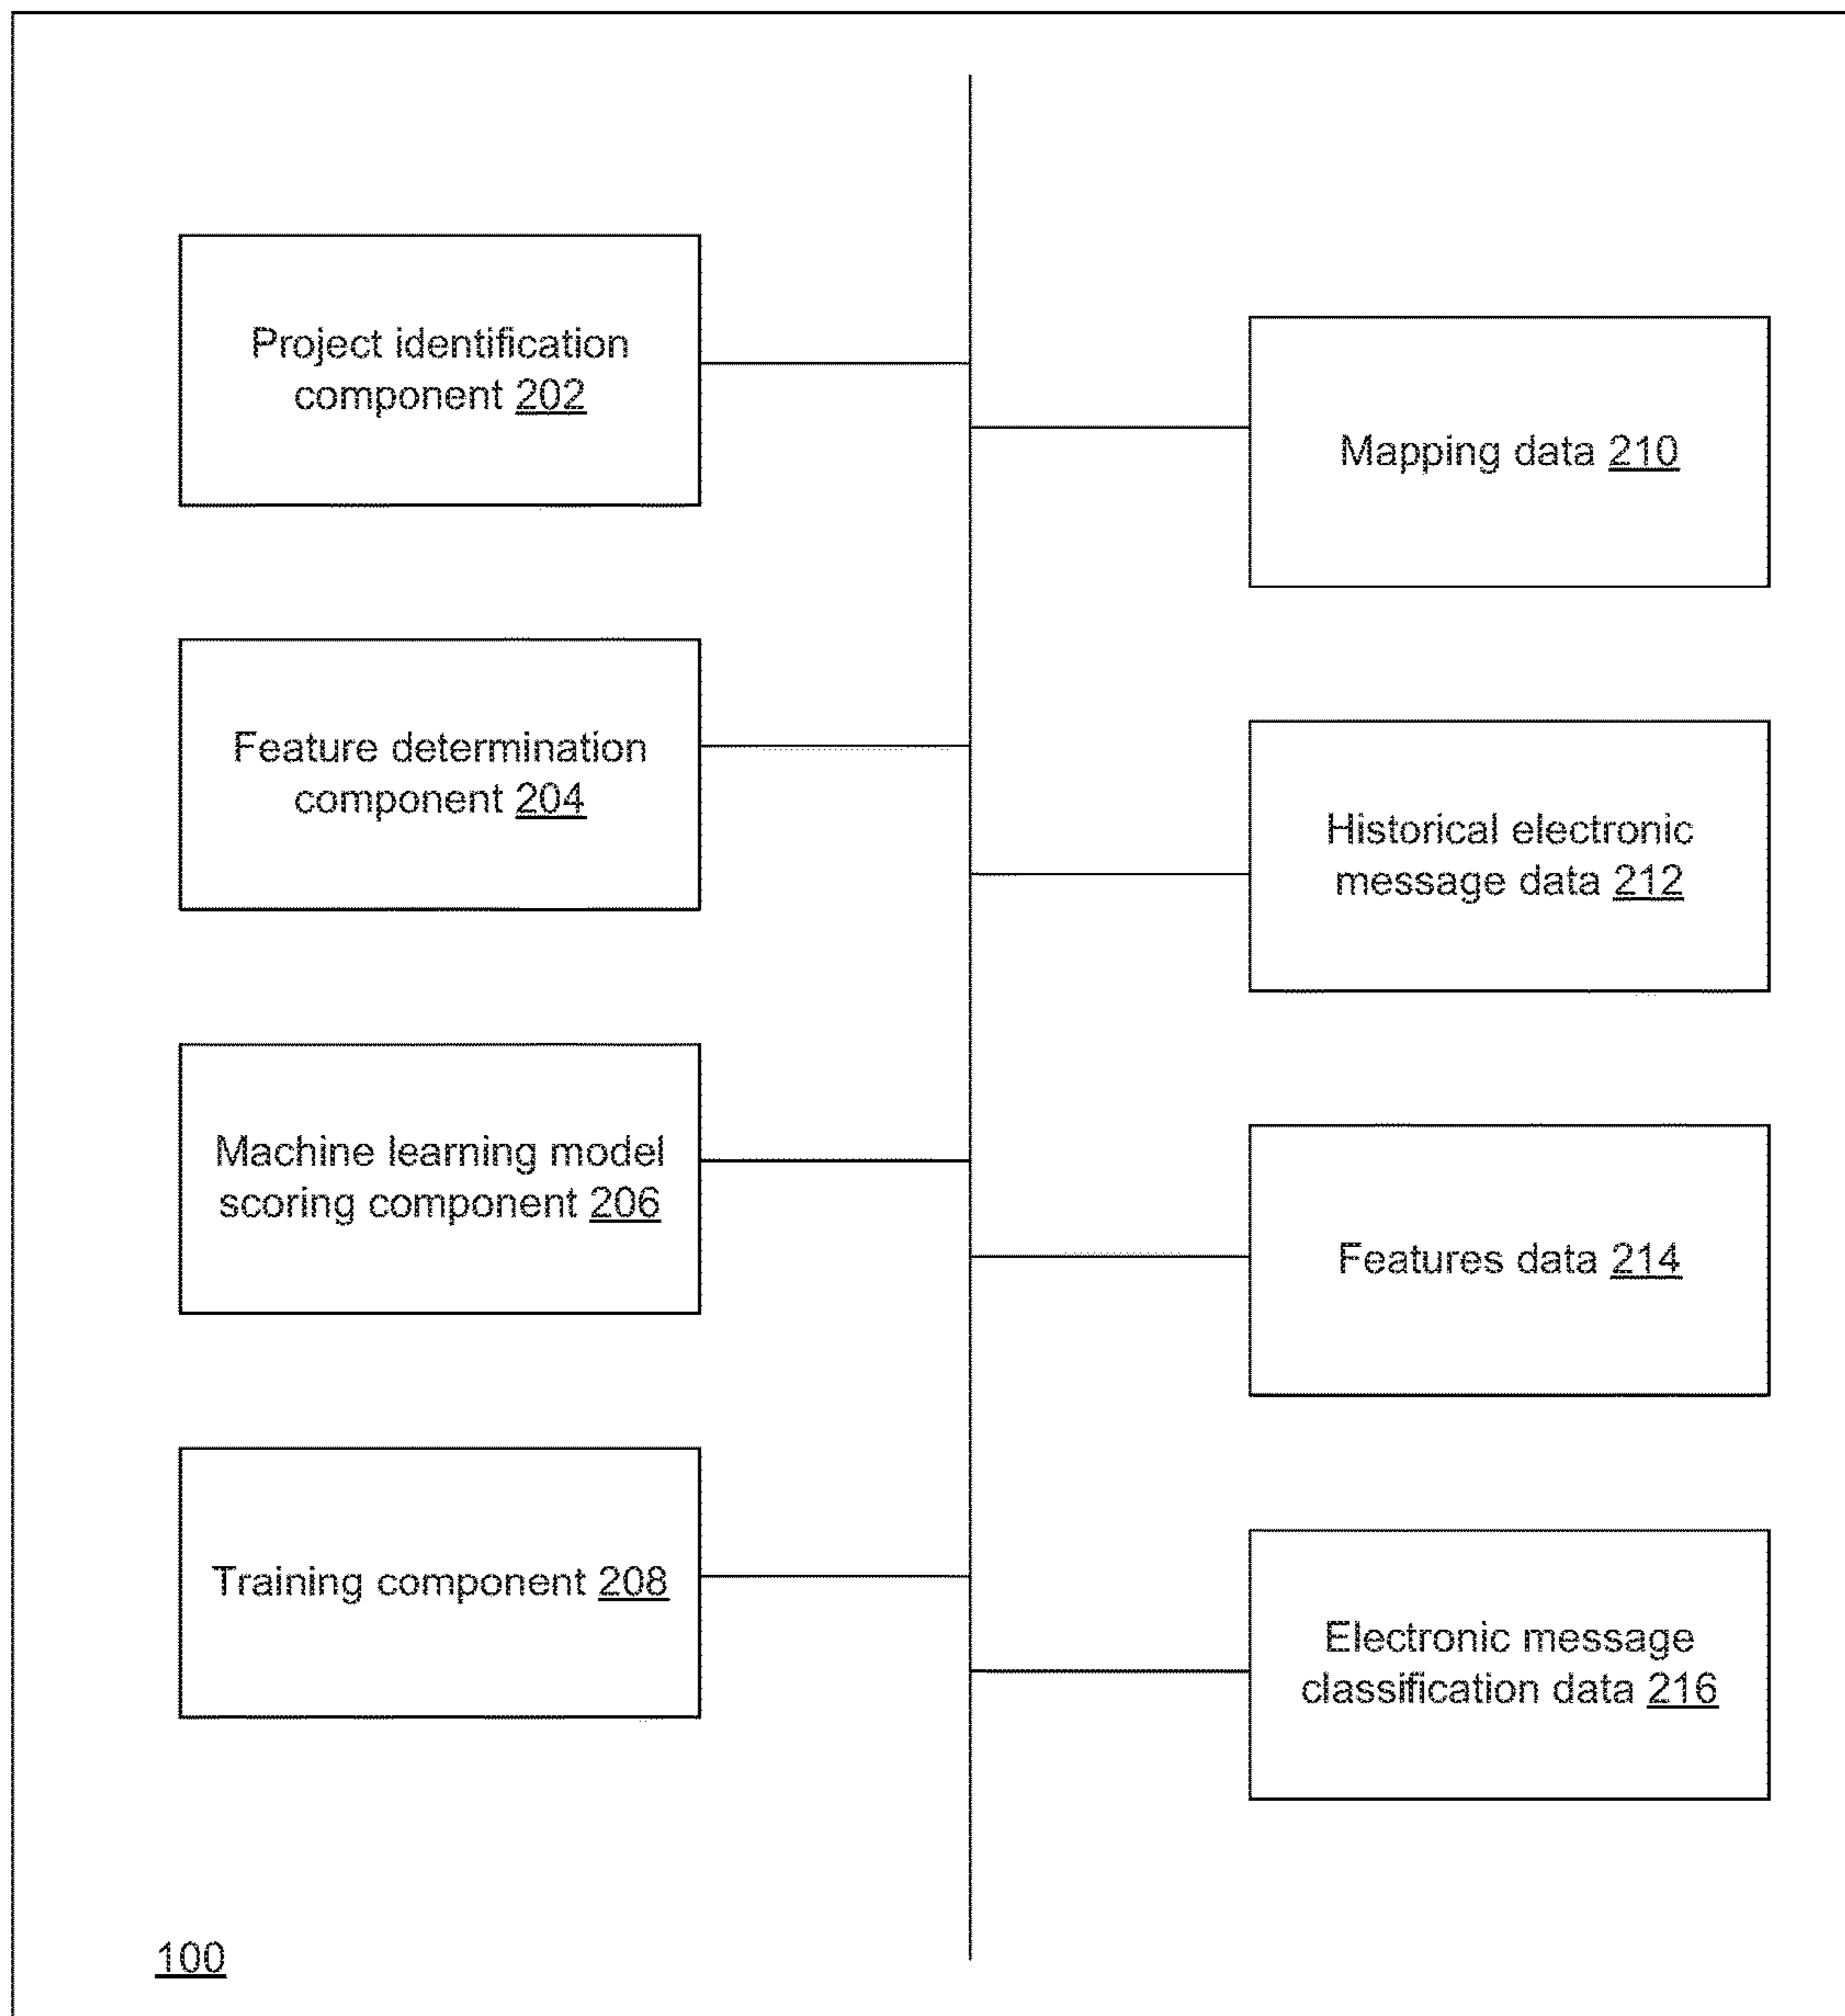 Project identification
component 202
Feature determination
component 204
Machine learning model
scoring component 206
Training component 208
Mapping data 210
Historical electronic
message data 212
Features data 214
Electronic message
classification data 216
100